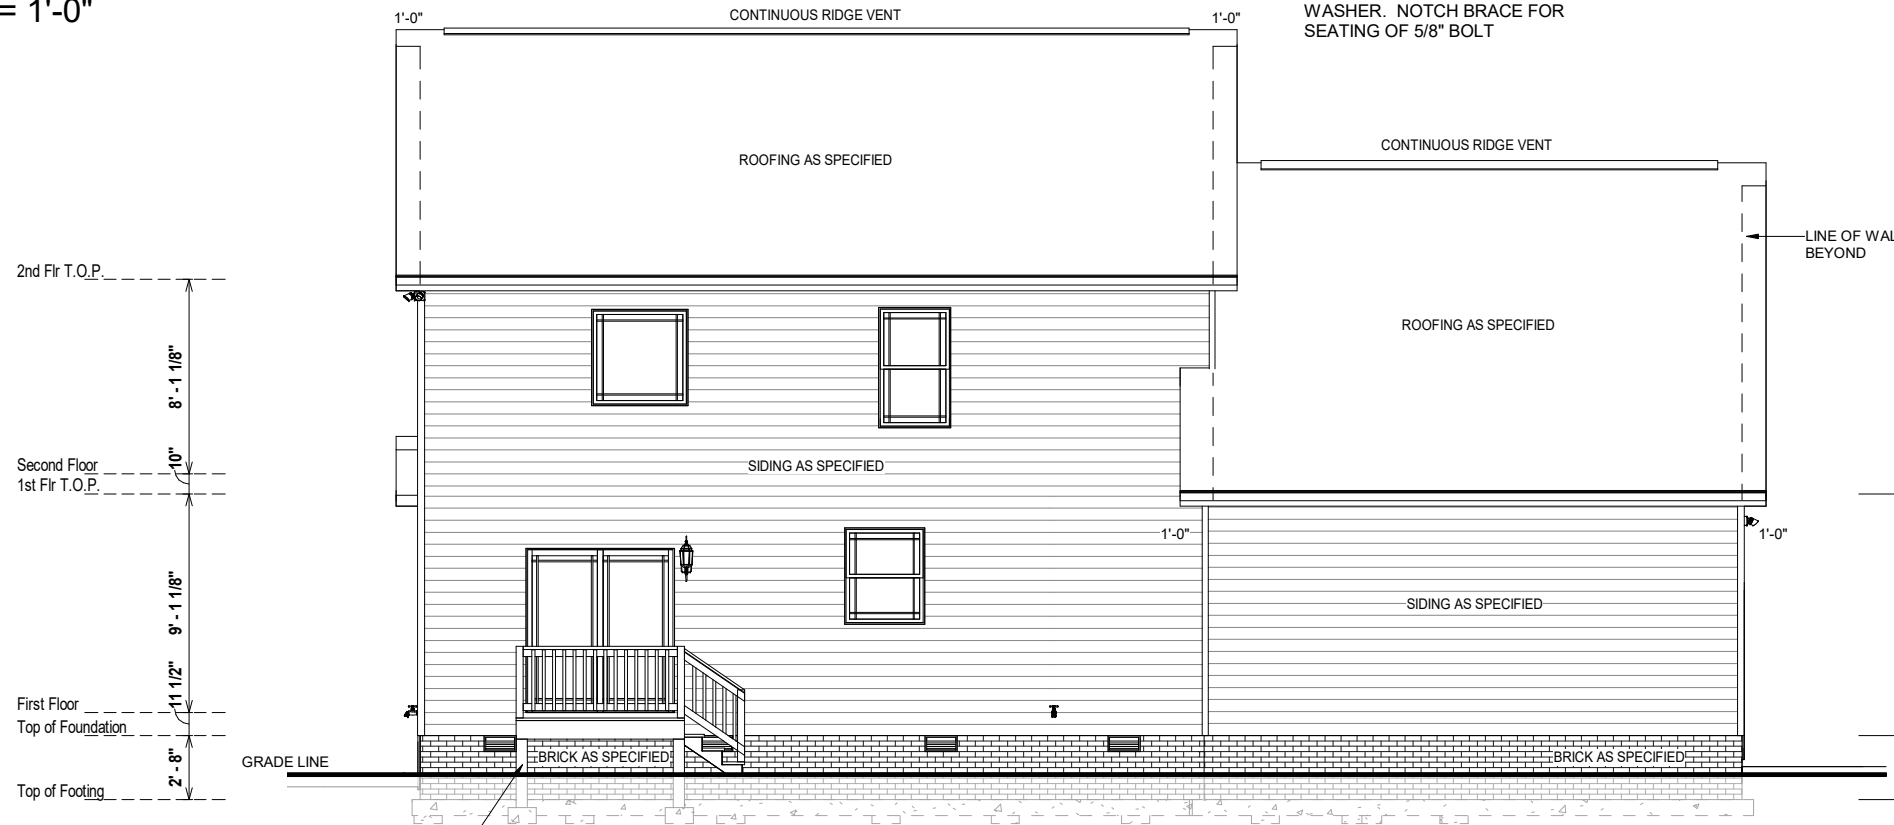 = 1'-0"
1'-0"
CONTINUOUS RIDGE VENT
1'-0"
WASHER.  NOTCH BRACE FOR
SEATING OF 5/8" BOLT
CONTINUOUS RIDGE VENT
ROOFING AS SPECIFIED
LINE OF WAL
BEYOND
2nd Flr T.O.P.
ROOFING AS SPECIFIED
8' - 1 1/8"
Second Floor
10"
SIDING AS SPECIFIED
1st Flr T.O.P.
1'-0"
1'-0"
9' - 1 1/8"
SIDING AS SPECIFIED
First Floor
11 1/2"
Top of Foundation
GRADE LINE
2' - 8"
BRICK AS SPECIFIED
BRICK AS SPECIFIED
Top of Footing